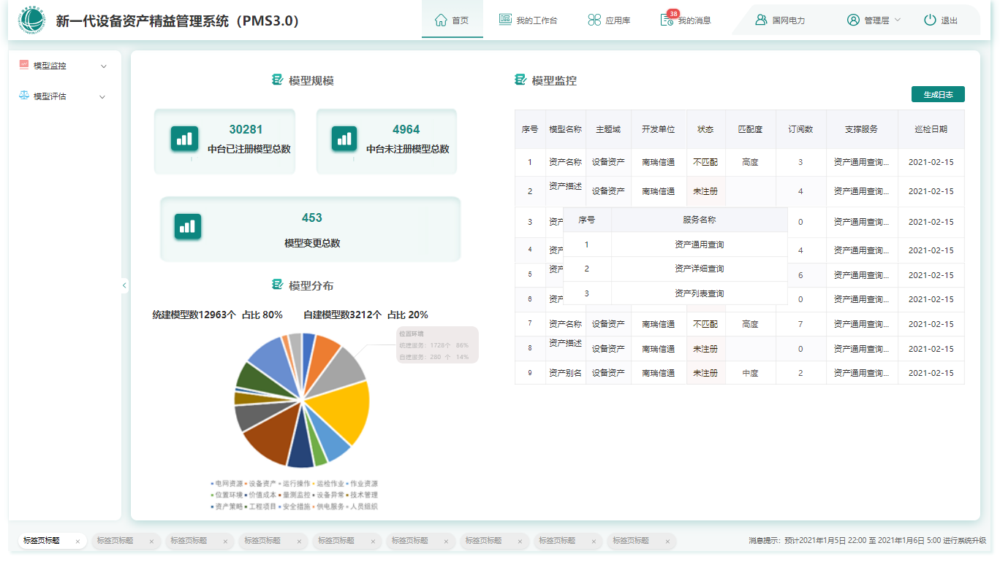 新一代设备资产精益管理系统（PMS3.0）
首页
我的工作台
应用库
38
我的消息
国网电力
管理层
退出
模型监控
模型评估
模型规模
30281
中台已注册模型总数
4964
中台未注册模型总数
453
模型变更总数
模型分布
统建模型数12963个 占比 80% 自建模型数3212个 占比 20%
位置环境
统建服务：1728个 86%
自建服务：280 个 14%
电网资源 设备资产 运行操作 运检作业 作业资源
位置环境 价值成本 量测监控 设备异常 技术管理
资产策略 工程项目 安全措施 供电服务 人员组织
模型监控
生成日志
序号 模型名称 主题域 开发单位 状态 匹配度 订阅数 支撑服务 巡检日期
1 资产名称 设备资产 南瑞信通 不匹配 高度 3 资产通用查询... 2021-02-15
2 资产描述 设备资产 南瑞信通 未注册 4 资产通用查询... 2021-02-15
3 资产 0 资产通用查询... 2021-02-15
4 资产 4 资产通用查询... 2021-02-15
5 资产 6 资产通用查询... 2021-02-15
6 资产 0 资产通用查询... 2021-02-15
7 资产名称 设备资产 南瑞信通 不匹配 高度 7 资产通用查询... 2021-02-15
8 资产描述 设备资产 南瑞信通 未注册 0 资产通用查询... 2021-02-15
9 资产别名 设备资产 南瑞信通 未注册 中度 2 资产通用查询... 2021-02-15
序号 服务名称
1 资产通用查询
2 资产详细查询
3 资产列表查询
标签页标题 × 标签页标题 × 标签页标题 × 标签页标题 × 标签页标题 × 标签页标题 × 标签页标题 × 标签页标题 × 标签页标题 ×
消息提示：预计2021年1月5日 22:00 至 2021年1月6日 5:00 进行系统升级